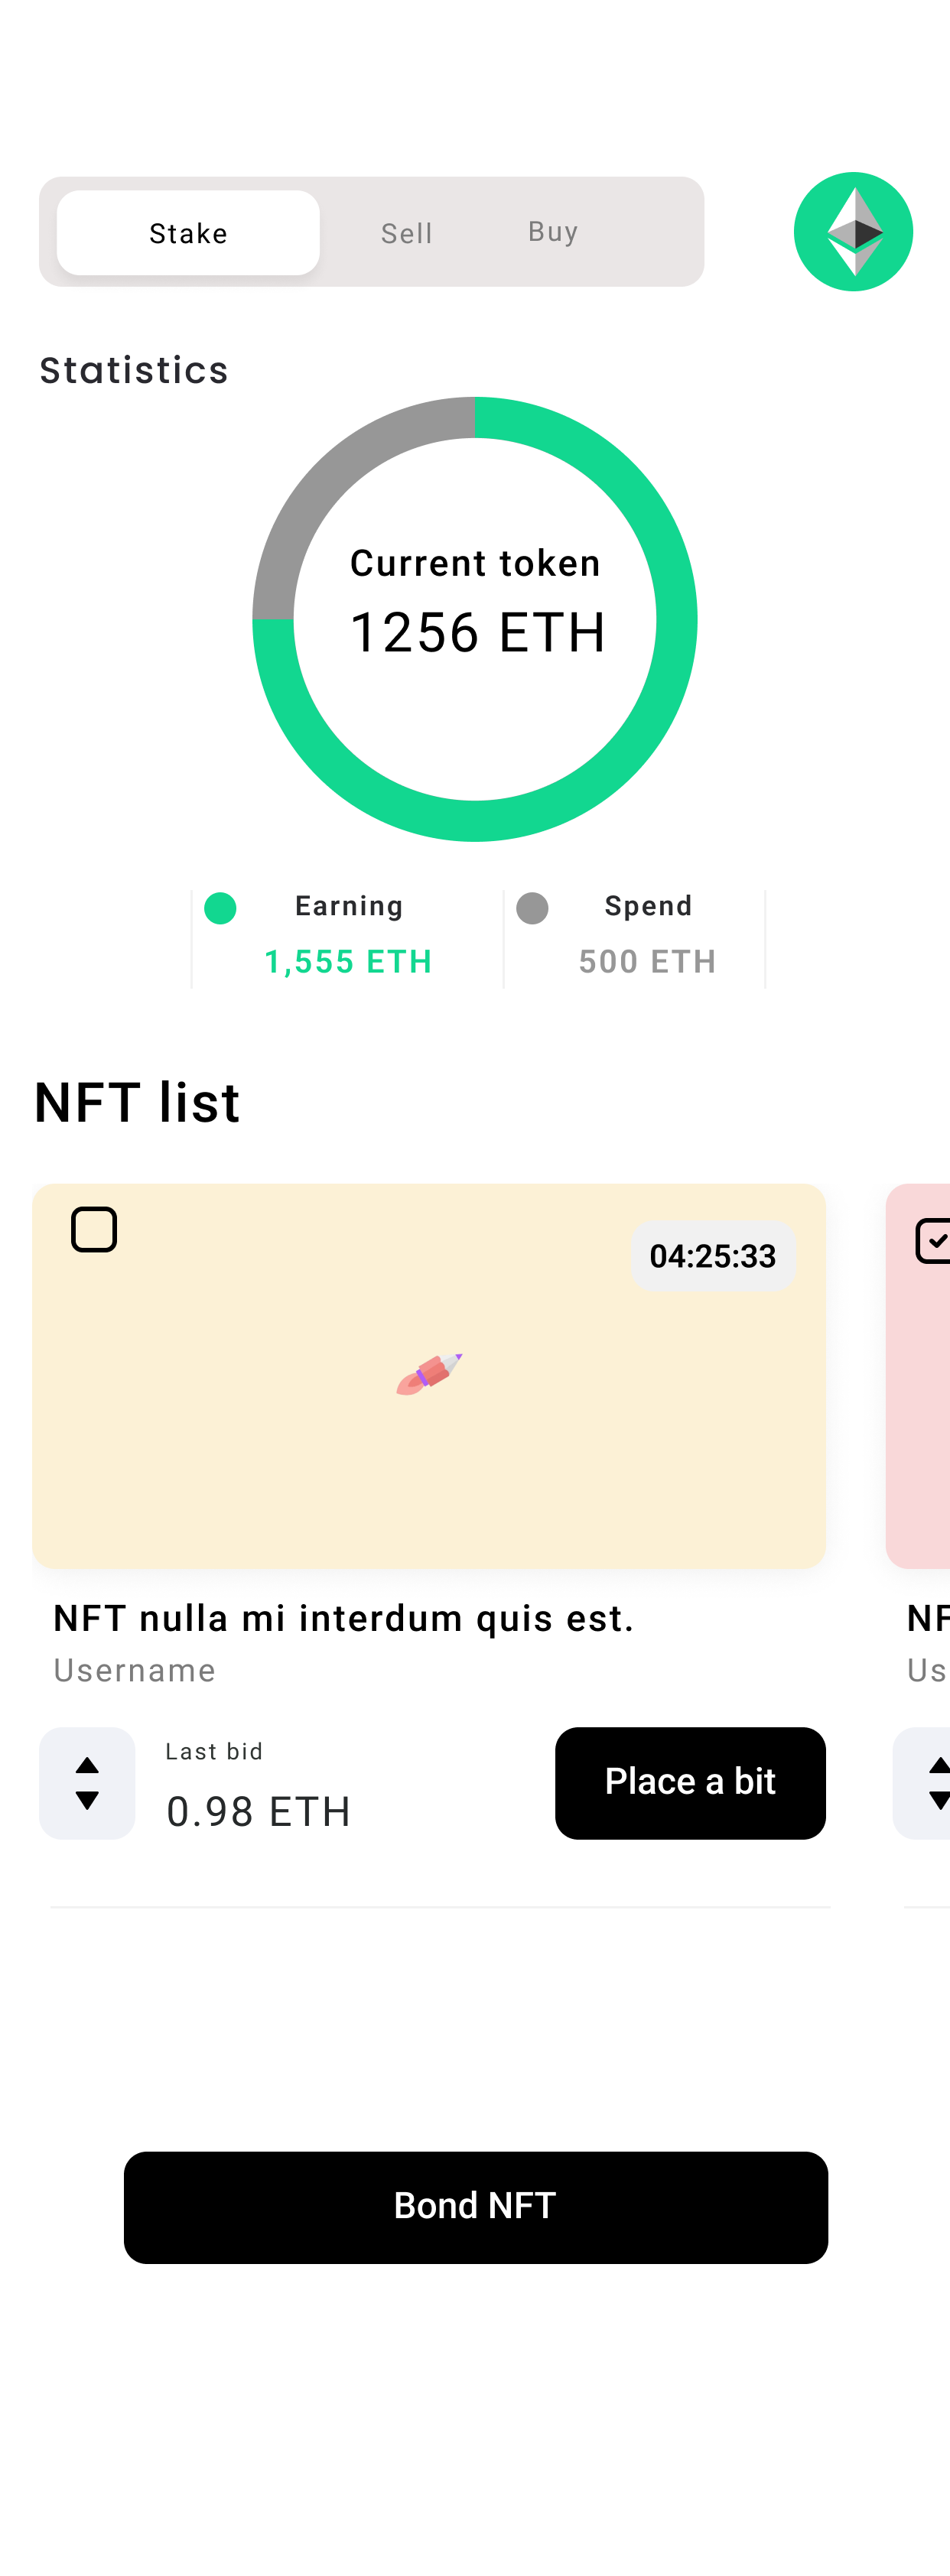 Stake
Sell
Buy
Statistics
Current token
1256 ETH
Earning
Spend
1,555 ETH
500 ETH
NFT list
04:25:33
NFT nulla mi interdum quis est.
NF
Username
Us
Last bid
0.98 ETH
Place a bit
Bond NFT